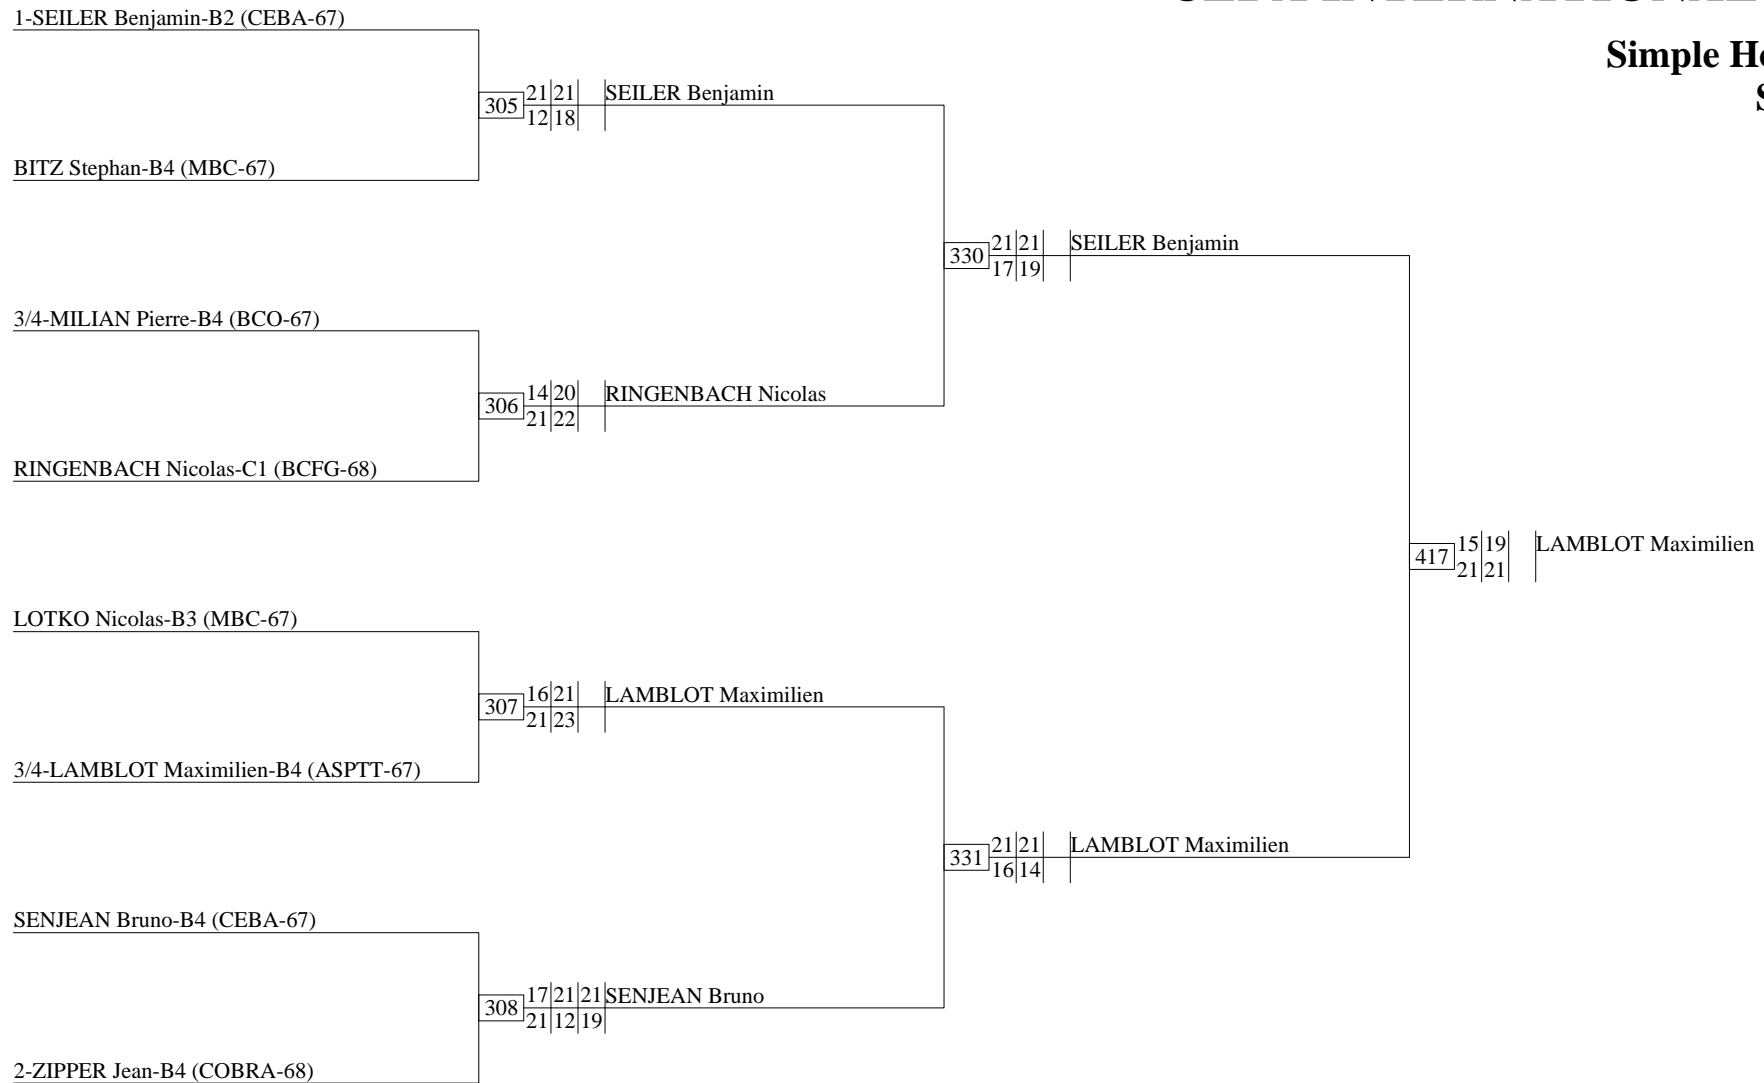 1-SEILER Benjamin-B2 (CEBA-67)
Simple
305 21 21 SEILER Benjamin
12 18
BITZ Stephan-B4 (MBC-67)
330 21 21 SEILER Benjamin
17 19
3/4-MILIAN Pierre-B4 (BCO-67)
306 14 20 RINGENBACH Nicolas
21 22
RINGENBACH Nicolas-C1 (BCFG-68)
417 15 19 LAMBLOT Maximilien
21 21
LOTKO Nicolas-B3 (MBC-67)
307 16 21 LAMBLOT Maximilien
21 23
3/4-LAMBLOT Maximilien-B4 (ASPTT-67)
331 21 21 LAMBLOT Maximilien
16 14
SENJEAN Bruno-B4 (CEBA-67)
308 17 21 21 SENJEAN Bruno
21 12 19
2-ZIPPER Jean-B4 (COBRA-68)